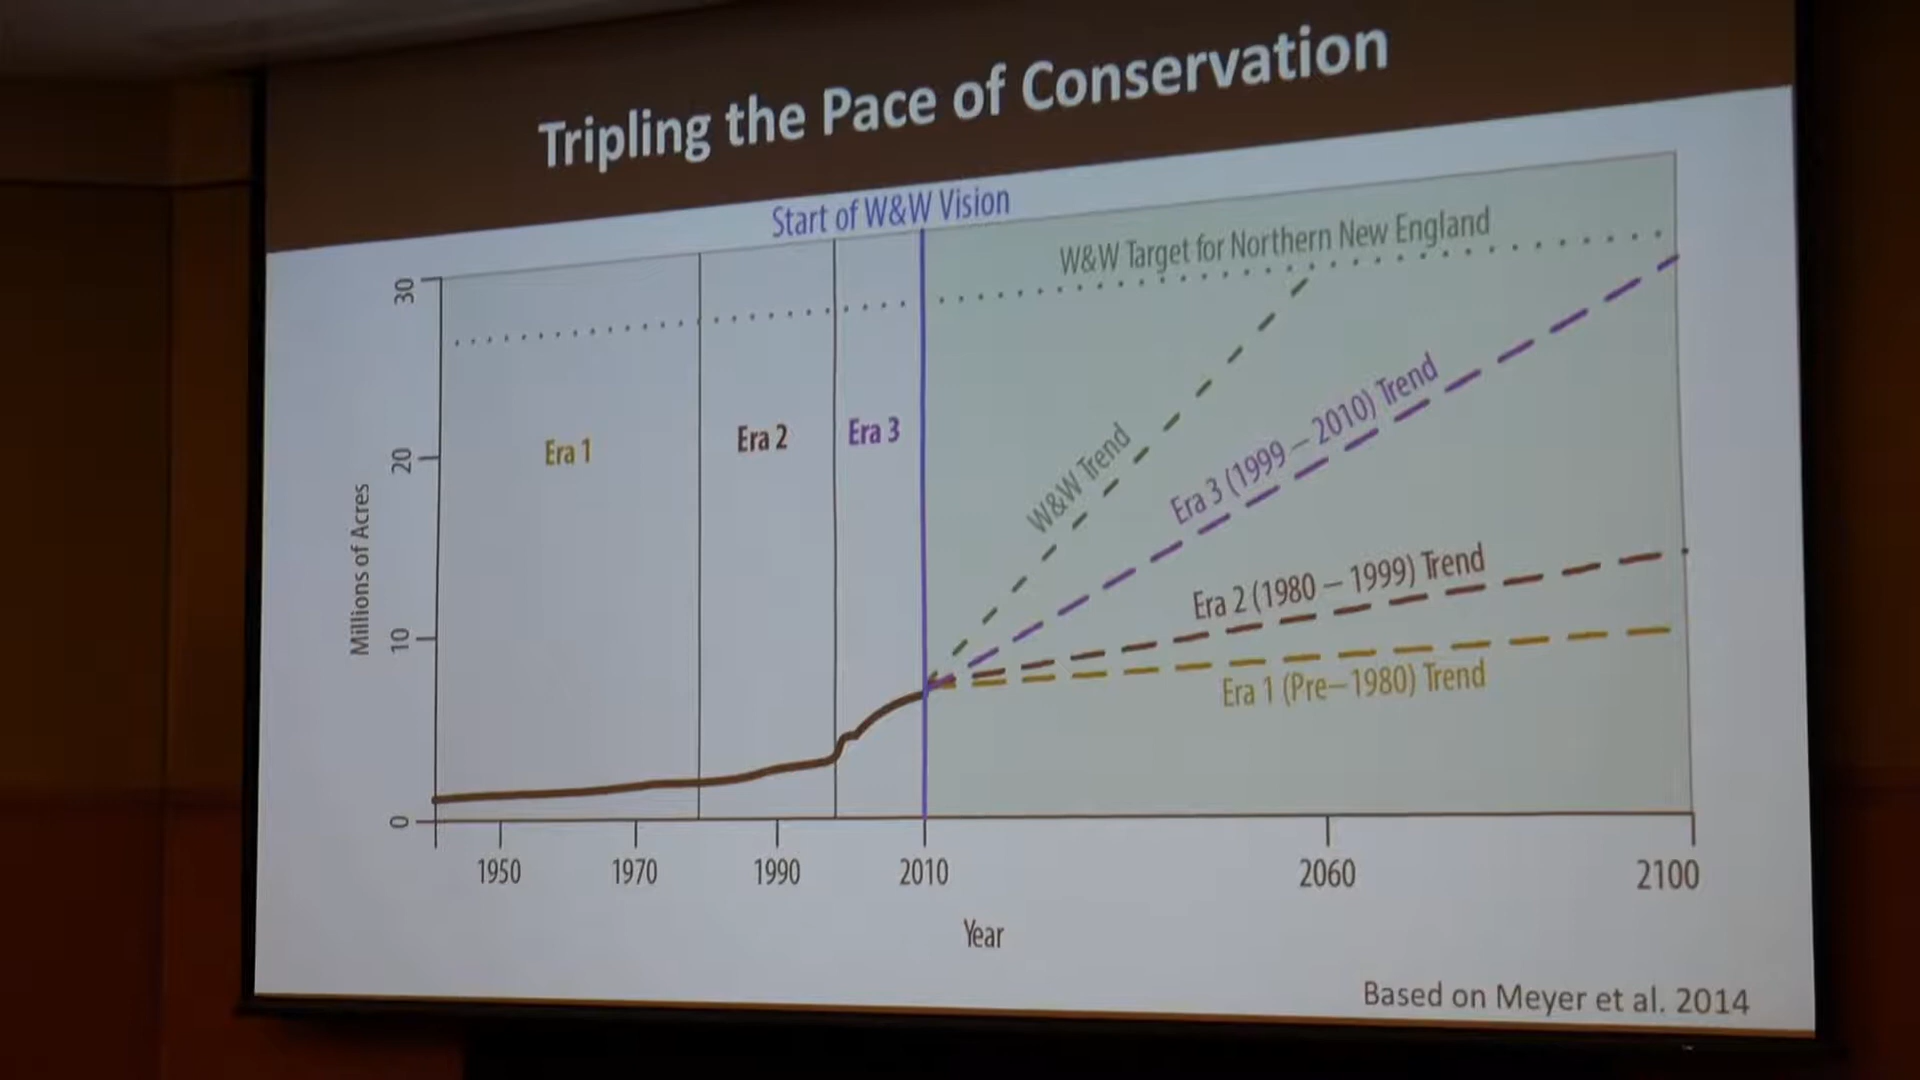 Tripling the Pace of Conservation
Start of W&W Vision
W&W Target for Northern New England
30
20
10
0
Millions of Acres
Era 1
Era 2
Era 3
W&W Trend
Era 3 (1999 – 2010) Trend
Era 2 (1980 – 1999) Trend
Era 1 (Pre–1980) Trend
1950
1970
1990
2010
2060
2100
Year
Based on Meyer et al. 2014